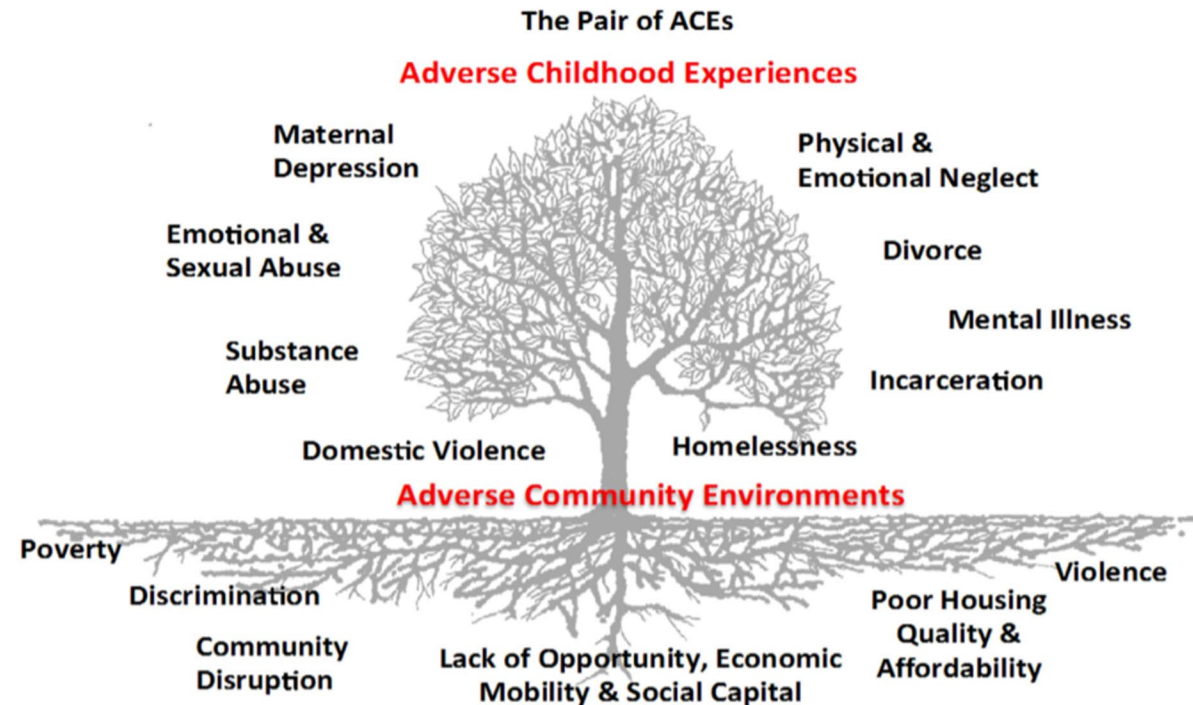 The Pair of ACEs
Adverse Childhood Experiences
Maternal
Depression
Physical &
Emotional Neglect
Emotional &
Sexual Abuse
Divorce
Mental Illness
Substance
Abuse
Incarceration
Domestic Violence
Homelessness
Adverse Community Environments
Poverty
Violence
Discrimination
Poor Housing
Quality &
Affordability
Community
Disruption
Lack of Opportunity, Economic
Mobility & Social Capital